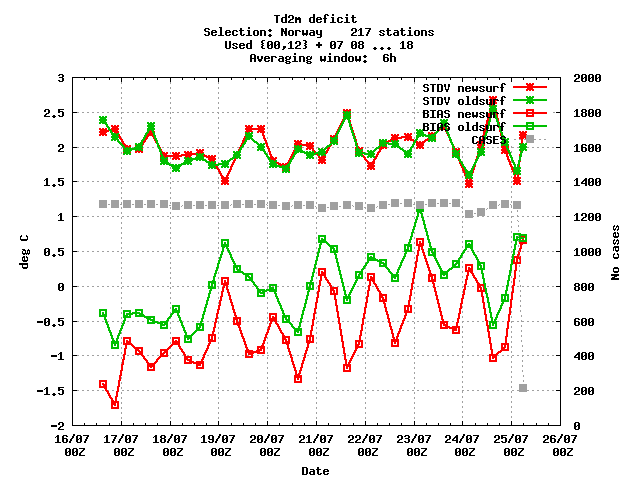 Td2m deficit
Selection: Norway    217 stations
Used {00,12} + 07 08 ... 18
Averaging window:  6h
STDV newsurf
STDV oldsurf
BIAS newsurf
BIAS oldsurf
CASES
3
2.5
2
1.5
1
0.5
0
-0.5
-1
-1.5
-2
deg C
2000
1800
1600
1400
1200
1000
800
600
400
200
0
No cases
16/07 17/07 18/07 19/07 20/07 21/07 22/07 23/07 24/07 25/07 26/07
00Z 00Z 00Z 00Z 00Z 00Z 00Z 00Z 00Z 00Z 00Z
Date